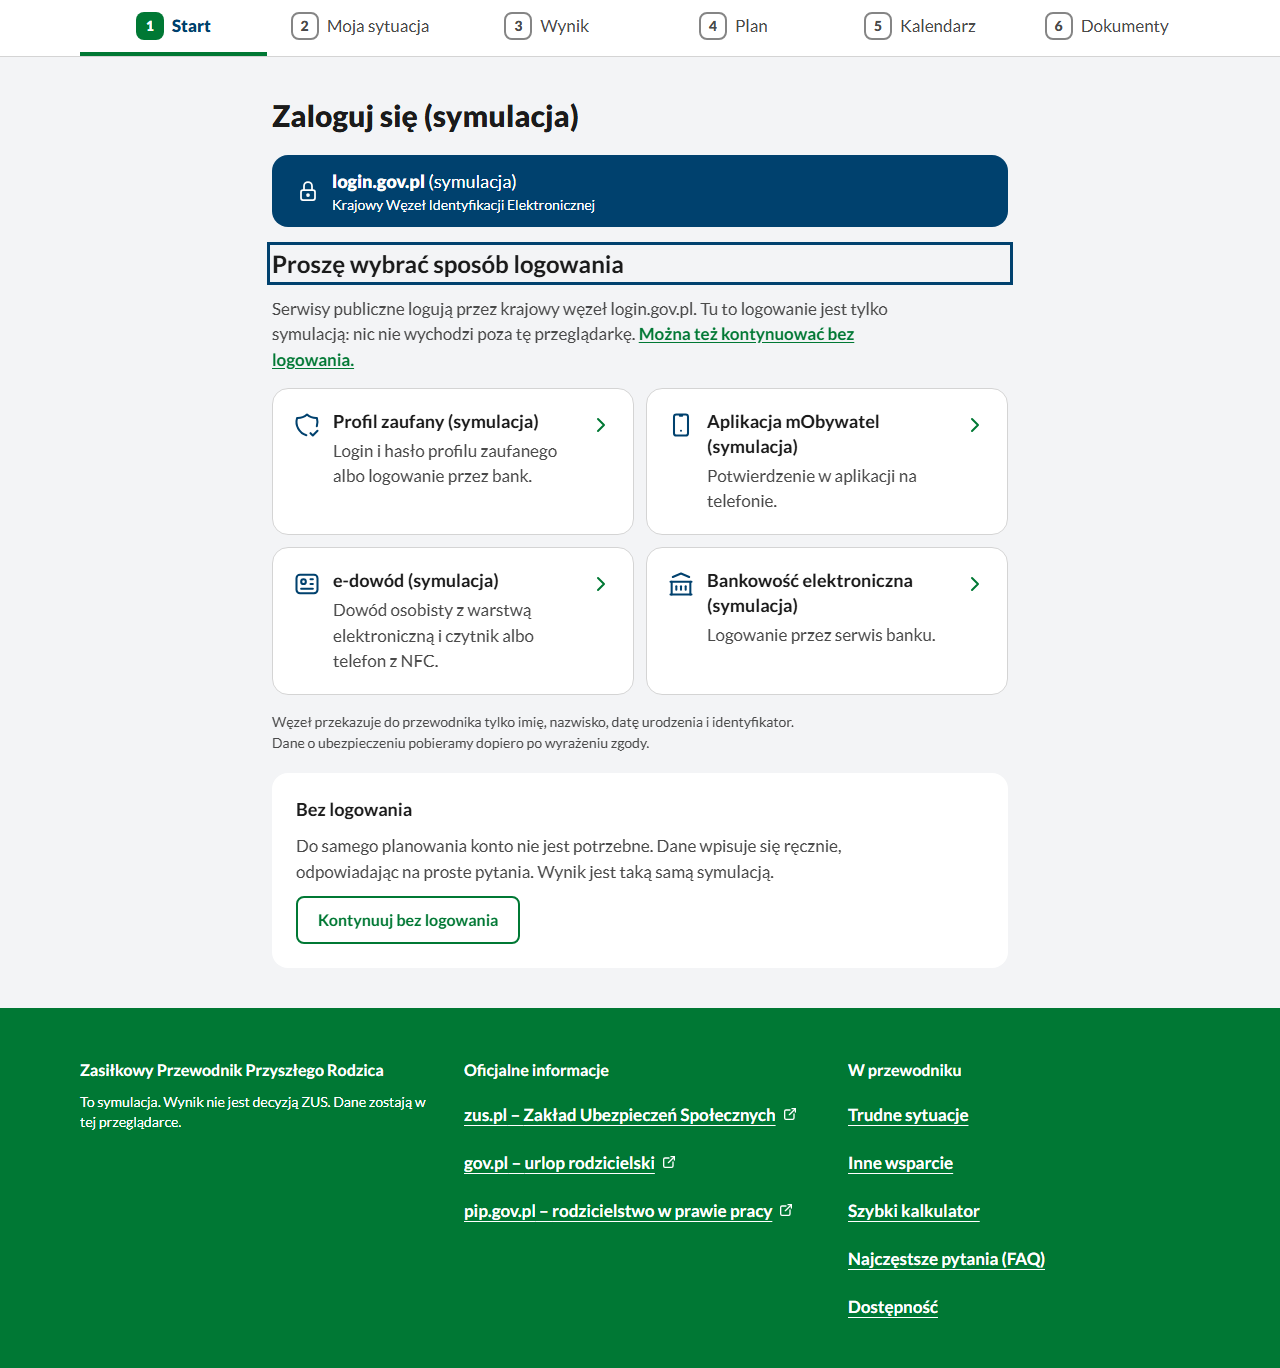 1 Start
2 Moja sytuacja
3 Wynik
4 Plan
5 Kalendarz
6 Dokumenty
Zaloguj się (symulacja)
login.gov.pl (symulacja)
Krajowy Węzeł Identyfikacji Elektronicznej
Proszę wybrać sposób logowania
Serwisy publiczne logują przez krajowy węzeł login.gov.pl. Tu to logowanie jest tylko
symulacją: nic nie wychodzi poza tę przeglądarkę. Można też kontynuować bez
logowania.
Profil zaufany (symulacja)
Login i hasło profilu zaufanego
albo logowanie przez bank.
Aplikacja mObywatel
(symulacja)
Potwierdzenie w aplikacji na
telefonie.
e-dowód (symulacja)
Dowód osobisty z warstwą
elektroniczną i czytnik albo
telefon z NFC.
Bankowość elektroniczna
(symulacja)
Logowanie przez serwis banku.
Węzeł przekazuje do przewodnika tylko imię, nazwisko, datę urodzenia i identyfikator.
Dane o ubezpieczeniu pobieramy dopiero po wyrażeniu zgody.
Bez logowania
Do samego planowania konto nie jest potrzebne. Dane wpisuje się ręcznie,
odpowiadając na proste pytania. Wynik jest taką samą symulacją.
Kontynuuj bez logowania
Zasiłkowy Przewodnik Przyszłego Rodzica
To symulacja. Wynik nie jest decyzją ZUS. Dane zostają w
tej przeglądarce.
Oficjalne informacje
zus.pl – Zakład Ubezpieczeń Społecznych
gov.pl – urlop rodzicielski
pip.gov.pl – rodzicielstwo w prawie pracy
W przewodniku
Trudne sytuacje
Inne wsparcie
Szybki kalkulator
Najczęstsze pytania (FAQ)
Dostępność